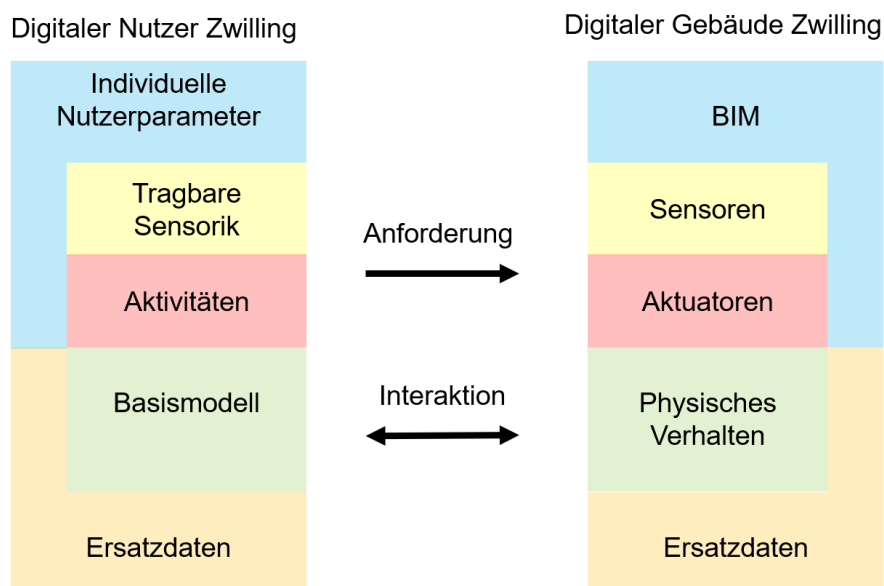 Digitaler Nutzer Zwilling
Individuelle
Nutzerparameter
Tragbare
Sensorik
Aktivitäten
Basismodell
Ersatzdaten
Anforderung
Interaktion
Digitaler Gebäude Zwilling
BIM
Sensoren
Aktuatoren
Physisches
Verhalten
Ersatzdaten